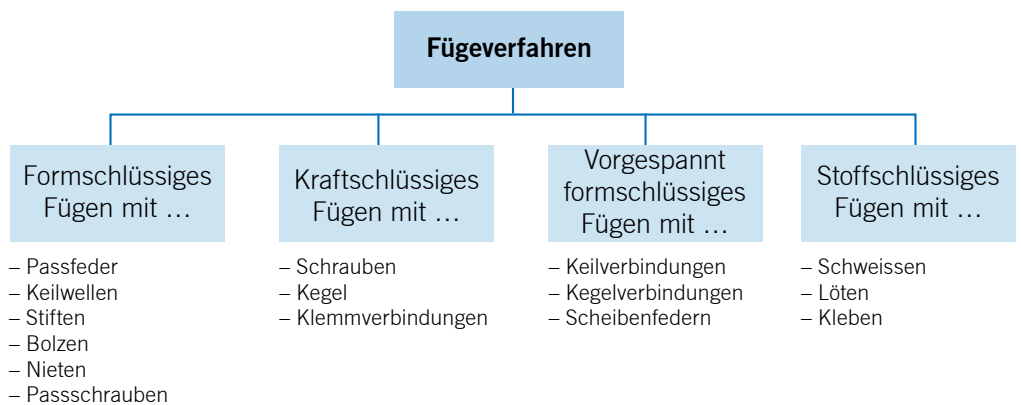 Fügeverfahren
Formschlüssiges
Fügen mit …
– Passfeder
– Keilwellen
– Stiften
– Bolzen
– Nieten
– Passschrauben
Kraftschlüssiges
Fügen mit …
– Schrauben
– Kegel
– Klemmverbindungen
Vorgespannt
formschlüssiges
Fügen mit …
– Keilverbindungen
– Kegelverbindungen
– Scheibenfedern
Stoffschlüssiges
Fügen mit …
– Schweissen
– Löten
– Kleben